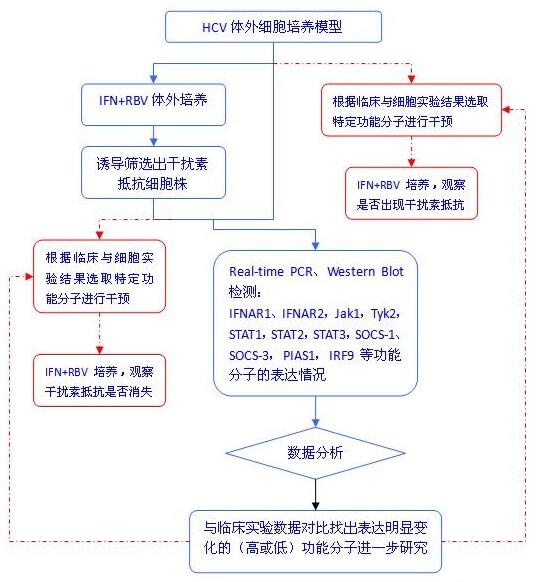 HCV 体外细胞培养模型
IFN+RBV 体外培养
诱导筛选出干扰素
抵抗细胞株
根据临床与细胞实验结果选取
特定功能分子进行干预
IFN+RBV 培养，观察
是否出现干扰素抵抗
根据临床与细胞实
验结果选取特定功
能分子进行干预
IFN+RBV 培养，观察
干扰素抵抗是否消失
Real-time PCR、Western Blot
检测：
IFNAR1、IFNAR2，Jak1，Tyk2，
STAT1，STAT2，STAT3，SOCS-1、
SOCS-3， PIAS1， IRF9 等功能
分子的表达情况
数据分析
与临床实验数据对比找出表达明显变
化的（高或低）功能分子进一步研究